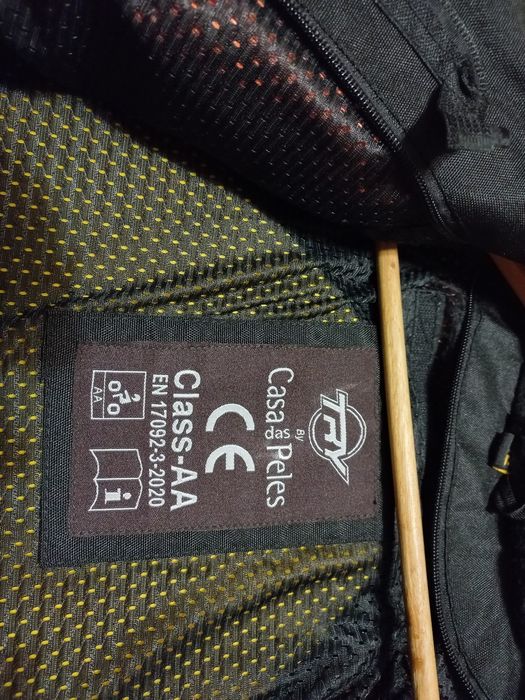 TRY
By
Casa das Peles
CE
Class-AA
EN 17092-3-2020
AA
i